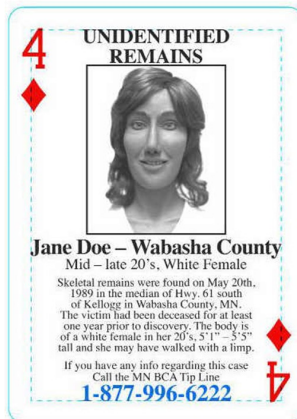 4
UNIDENTIFIED
REMAINS
Jane Doe – Wabasha County
Mid – late 20's, White Female
Skeletal remains were found on May 20th,
1989 in the median of Hwy. 61 south
of Kellogg in Wabasha County, MN.
The victim had been deceased for at least
one year prior to discovery. The body is
of a white female in her 20's, 5'1" – 5'5"
tall and she may have walked with a limp.
If you have any info regarding this case
Call the MN BCA Tip Line
1-877-996-6222
4